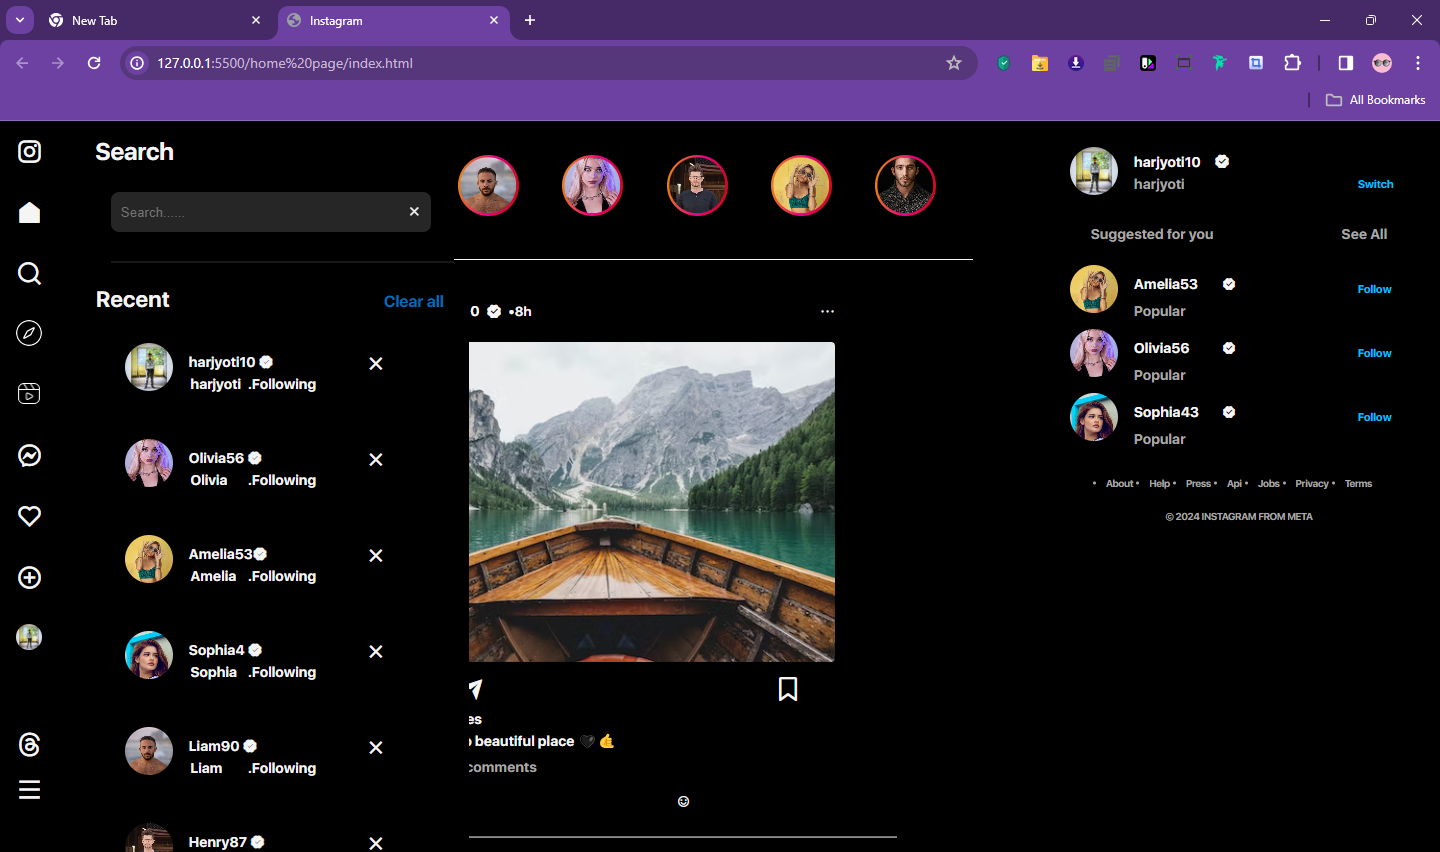 New Tab
Instagram
127.0.0.1:5500/home%20page/index.html
All Bookmarks
Search
Search......
Recent
Clear all
harjyoti10
harjyoti .Following
Olivia56
Olivia .Following
Amelia53
Amelia .Following
Sophia4
Sophia .Following
Liam90
Liam .Following
Henry87
0 •8h
es
beautiful place
comments
harjyoti10
harjyoti
Switch
Suggested for you
See All
Amelia53
Popular
Follow
Olivia56
Popular
Follow
Sophia43
Popular
Follow
• About • Help • Press • Api • Jobs • Privacy • Terms
© 2024 INSTAGRAM FROM META